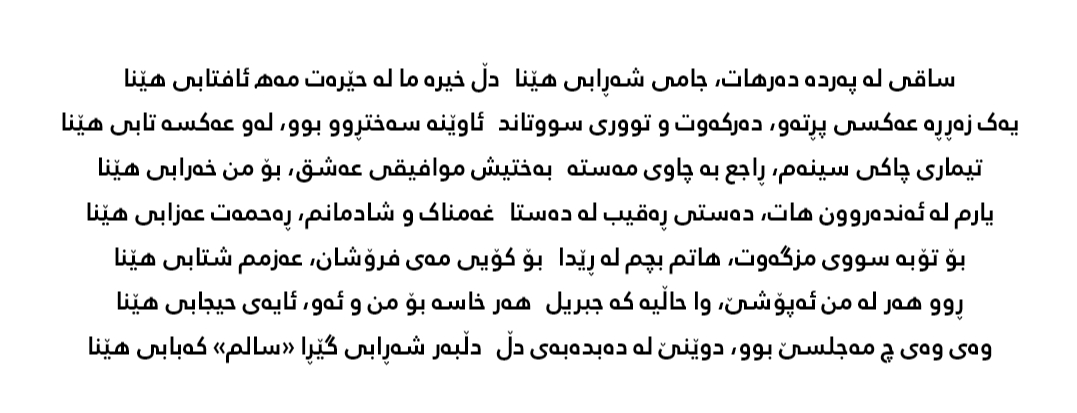 ساقی لە پەردە دەرهات، جامی شەڕابی هێنا دڵ خیرە ما لە حێرەت مەھ ئافتابی هێنا
یەک زەڕڕە عەکسی پڕتەو، دەرکەوت و تووری سووتاند ئاوێنە سەختڕوو بوو، لەو عەکسە تابی هێنا
تیماری چاکی سینەم، ڕاجع بە چاوی مەستە بەختیش موافیقی عەشق، بۆ من خەرابی هێنا
یارم لە ئەندەروون هات، دەستی ڕەقیب لە دەستا غەمناک و شادمانم، ڕەحمەت عەزابی هێنا
بۆ تۆبە سووی مزگەوت، هاتم بچم لە ڕێدا بۆ کۆیی مەی فرۆشان، عەزمم شتابی هێنا
ڕوو هەر لە من ئەپۆشێ، وا حاڵیە کە جبریل هەر خاسە بۆ من و ئەو، ئایەی حیجابی هێنا
وەی وەی چ مەجلسێ بوو، دوێنێ لە دەبدەبەی دڵ دڵبەر شەڕابی گێڕا «سالم» کەبابی هێنا